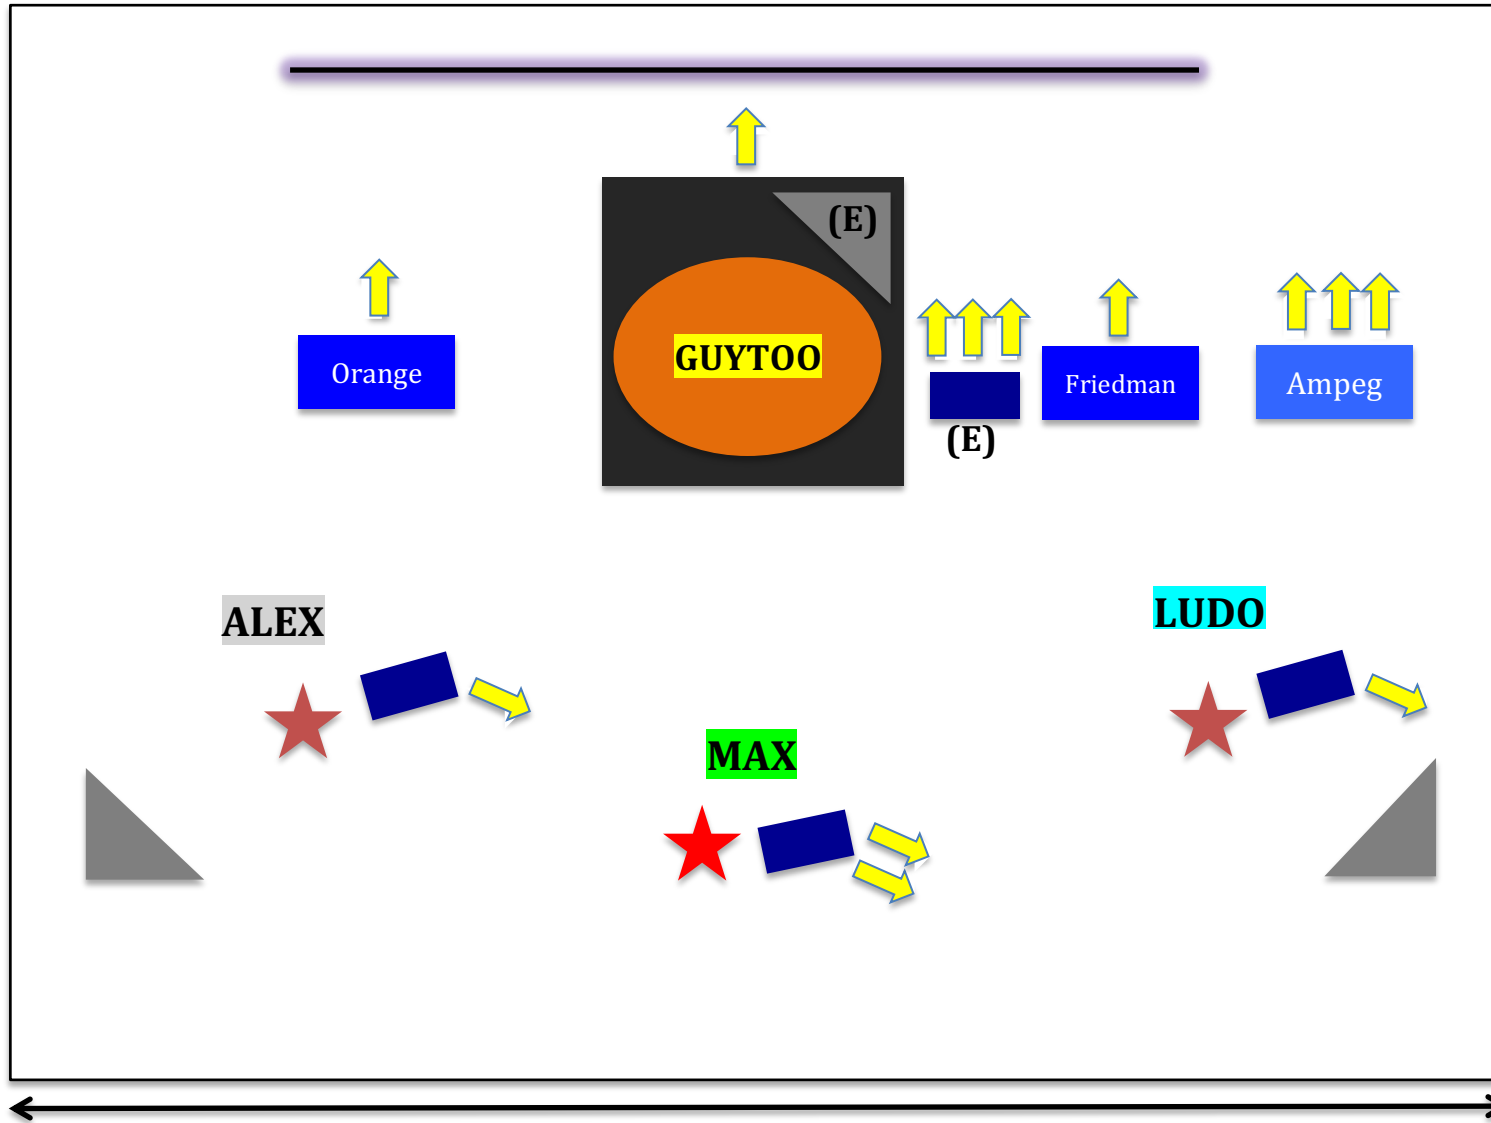 (E)
GUYTOO
Orange
Friedman
Ampeg
(E)
ALEX
LUDO
MAX